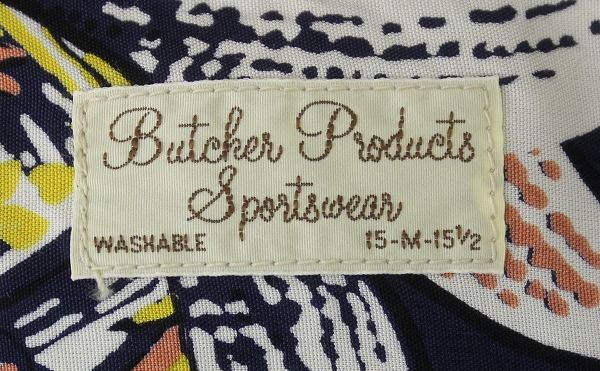 Butcher Products
Sportswear
WASHABLE 15-M-15½